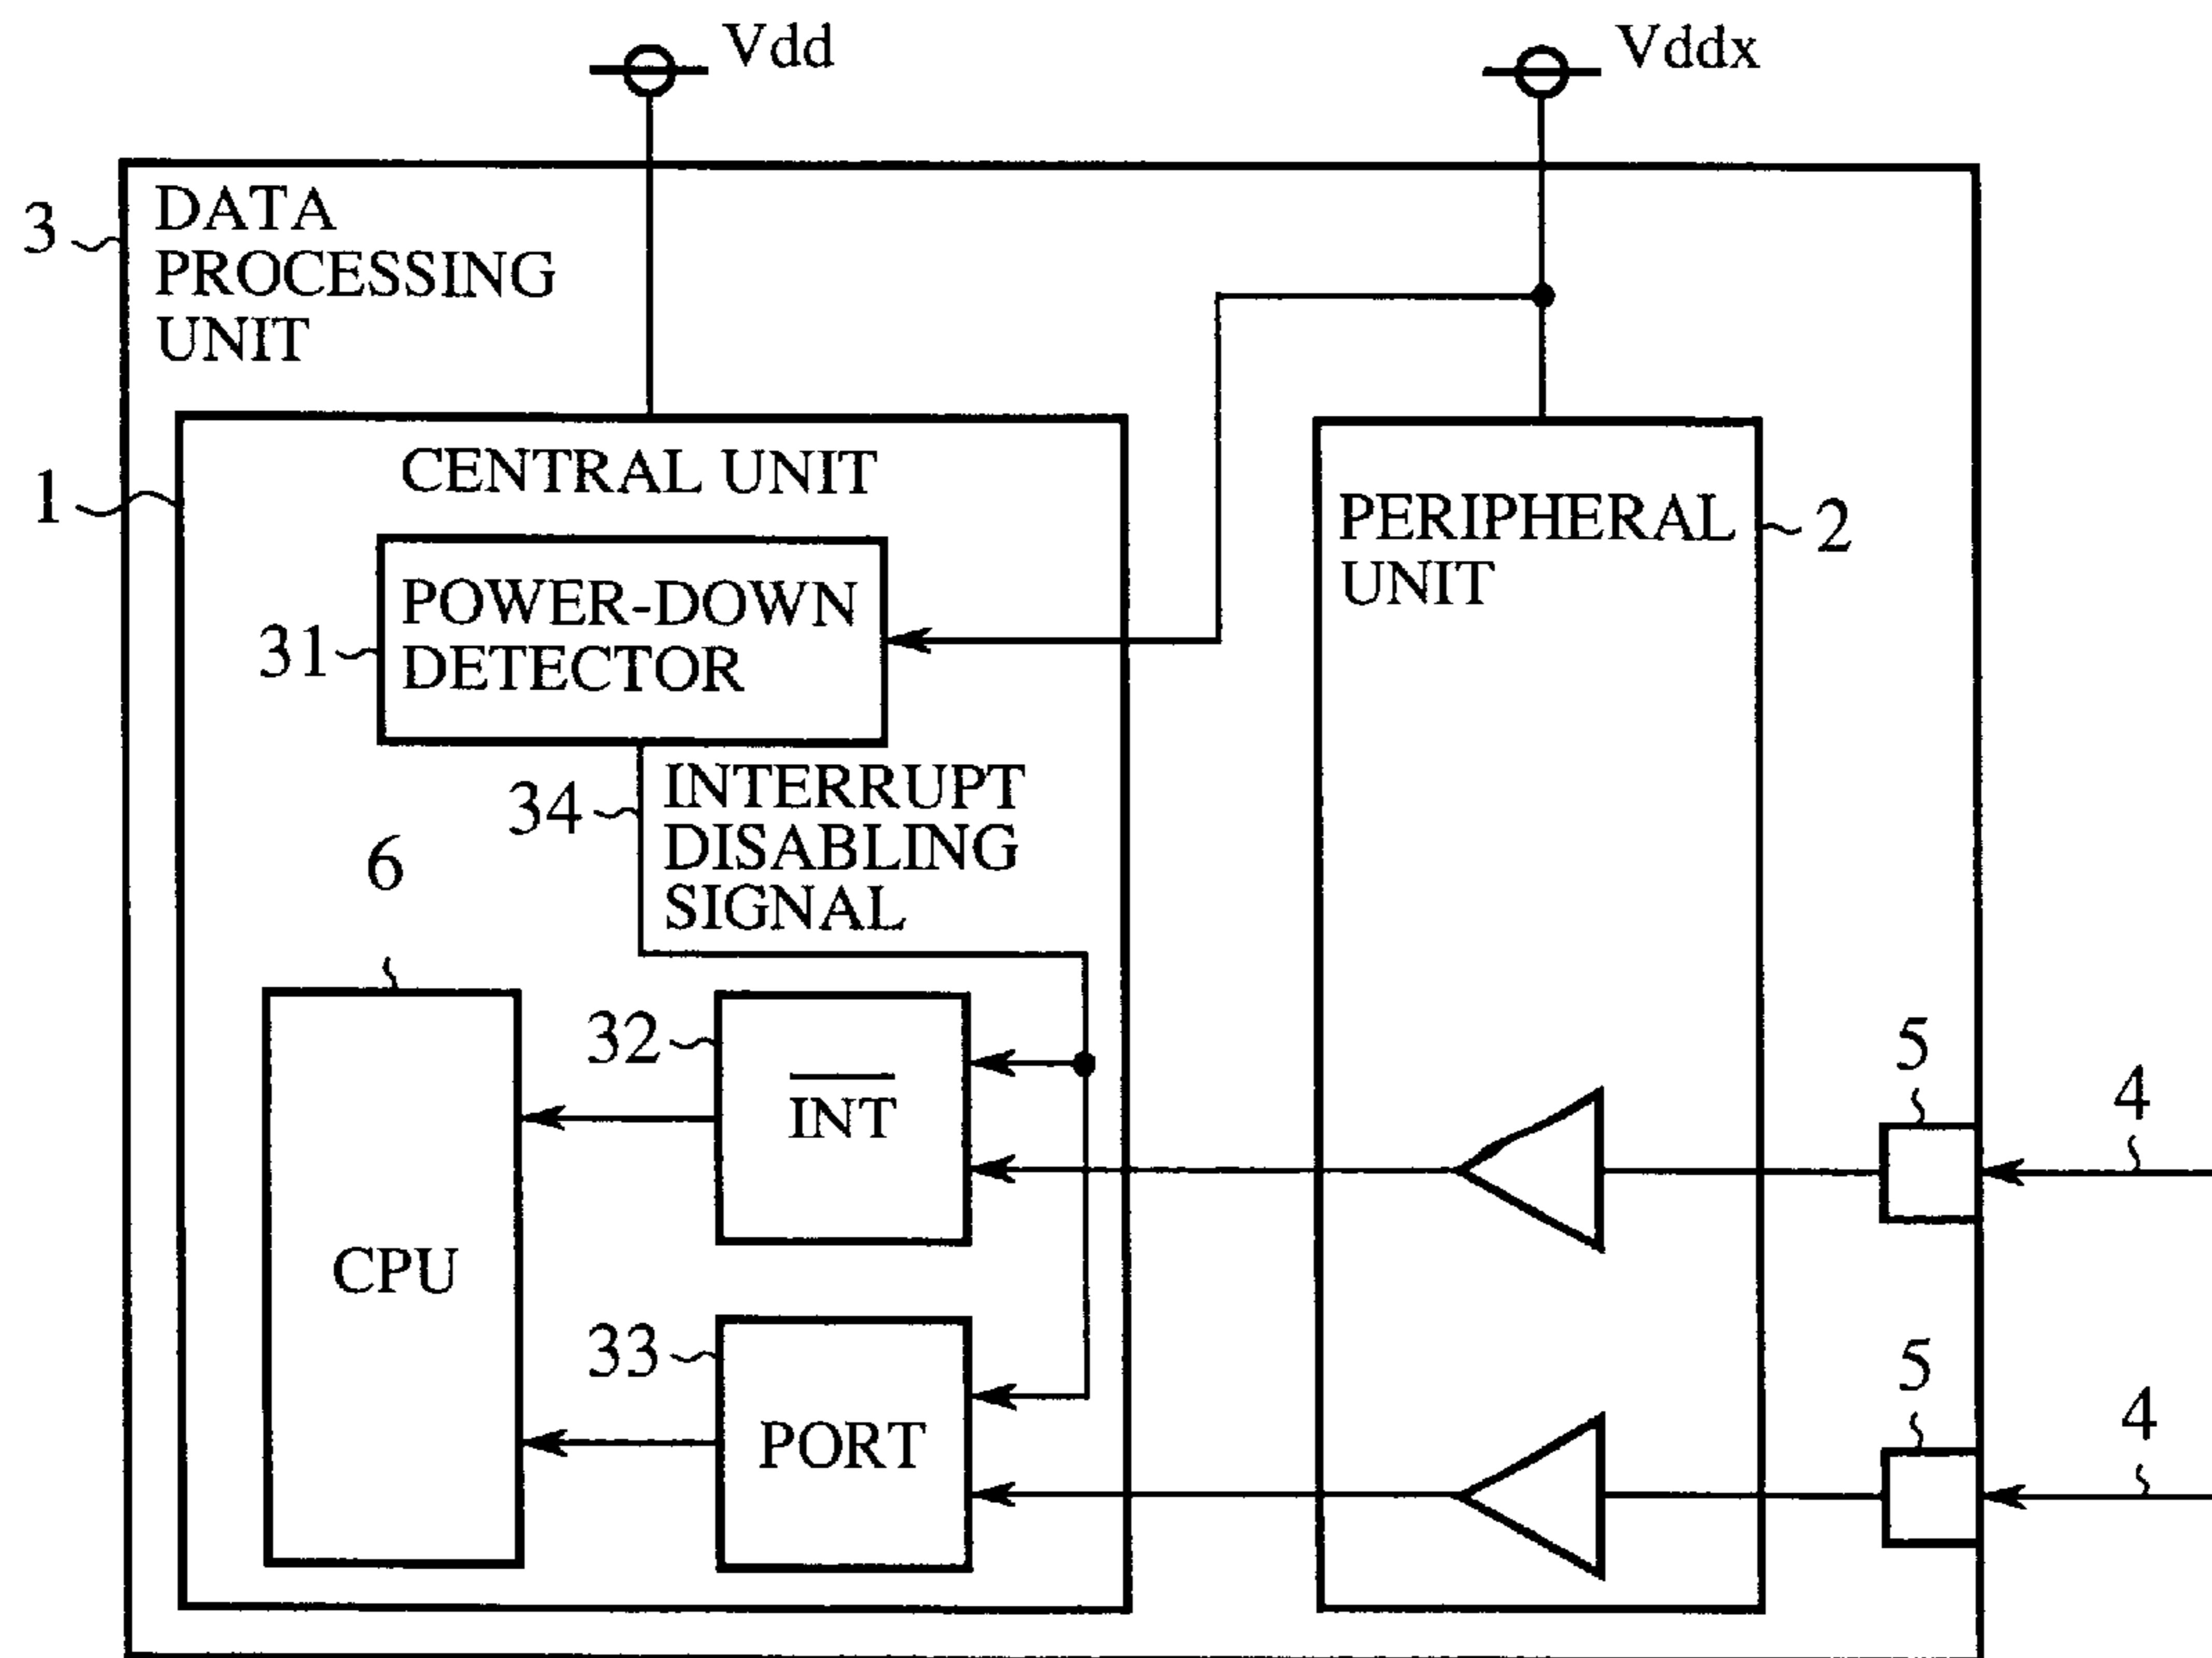 Vdd
Vddx
3
DATA
PROCESSING
UNIT
1
CENTRAL UNIT
PERIPHERAL
UNIT
2
31
POWER-DOWN
DETECTOR
34
INTERRUPT
DISABLING
SIGNAL
6
32
INT
5
4
CPU
33
PORT
5
4